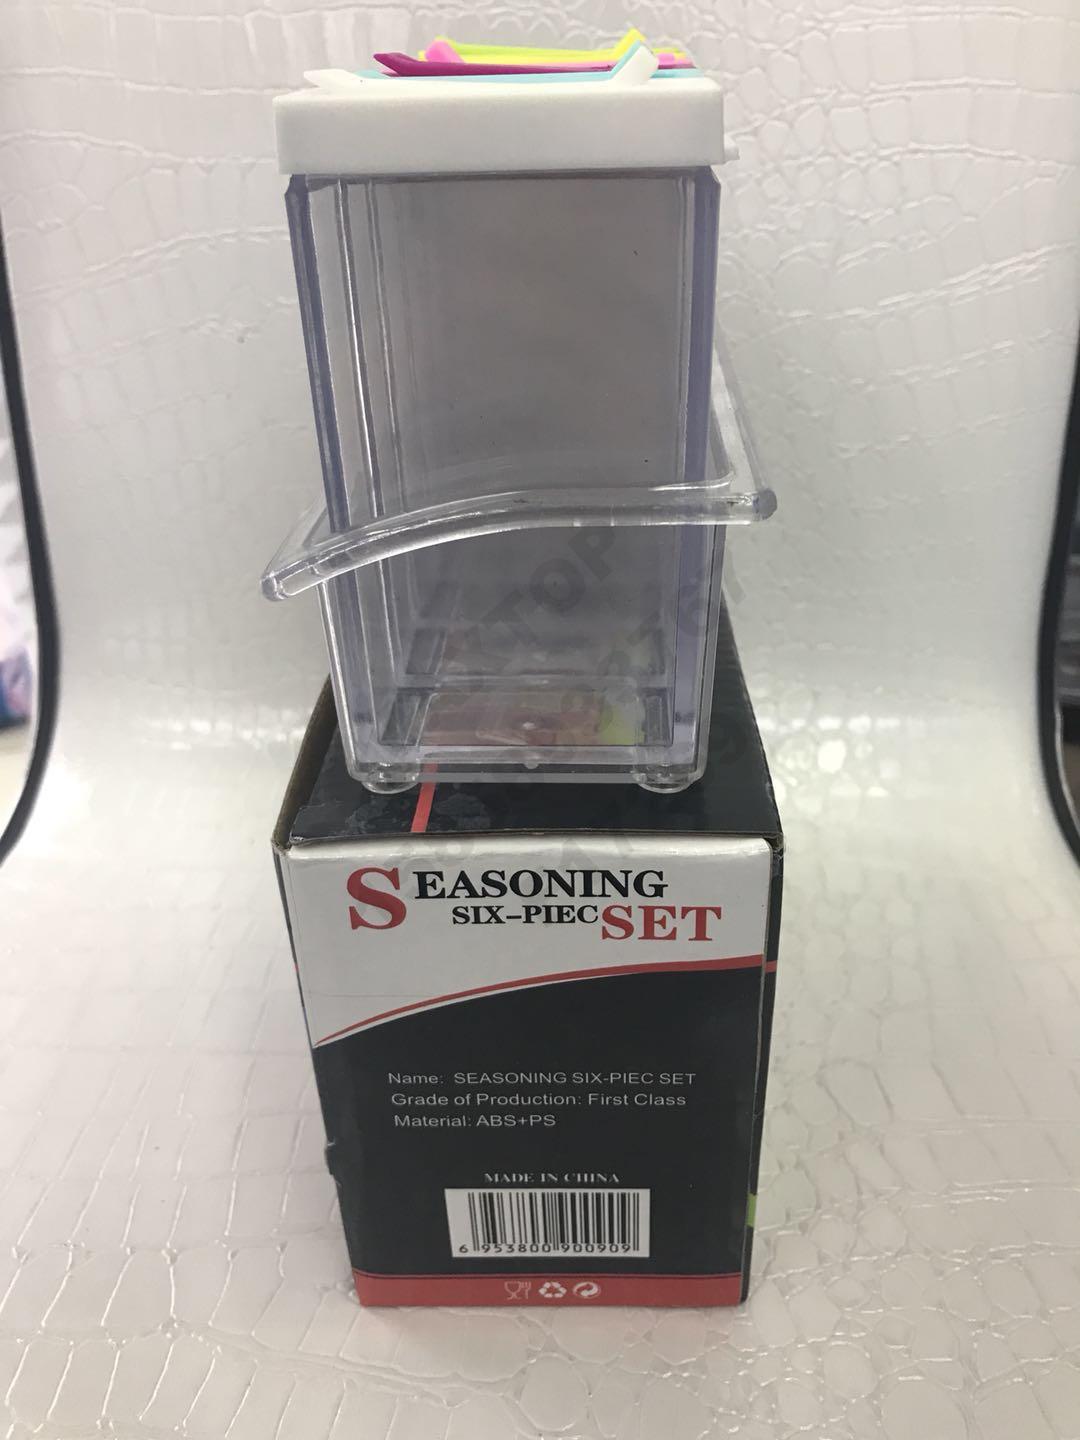 SEASONING
SIX-PIEC SET
Name: SEASONING SIX-PIEC SET
Grade of Production: First Class
Material: ABS+PS
MADE IN CHINA
6 953800 900909